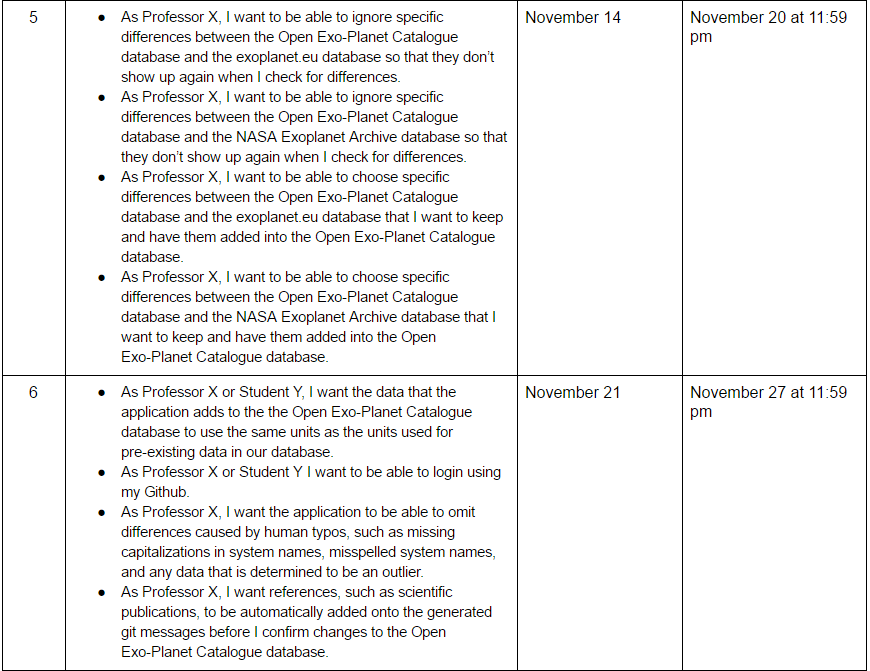 5
● As Professor X, I want to be able to ignore specific
differences between the Open Exo-Planet Catalogue
database and the exoplanet.eu database so that they don’t
show up again when I check for differences.
● As Professor X, I want to be able to ignore specific
differences between the Open Exo-Planet Catalogue
database and the NASA Exoplanet Archive database so that
they don’t show up again when I check for differences.
● As Professor X, I want to be able to choose specific
differences between the Open Exo-Planet Catalogue
database and the exoplanet.eu database that I want to keep
and have them added into the Open Exo-Planet Catalogue
database.
● As Professor X, I want to be able to choose specific
differences between the Open Exo-Planet Catalogue
database and the NASA Exoplanet Archive database that I
want to keep and have them added into the Open
Exo-Planet Catalogue database.
November 14
November 20 at 11:59
pm
6
● As Professor X or Student Y, I want the data that the
application adds to the the Open Exo-Planet Catalogue
database to use the same units as the units used for
pre-existing data in our database.
● As Professor X or Student Y I want to be able to login using
my Github.
● As Professor X, I want the application to be able to omit
differences caused by human typos, such as missing
capitalizations in system names, misspelled system names,
and any data that is determined to be an outlier.
● As Professor X, I want references, such as scientific
publications, to be automatically added onto the generated
git messages before I confirm changes to the Open
Exo-Planet Catalogue database.
November 21
November 27 at 11:59
pm